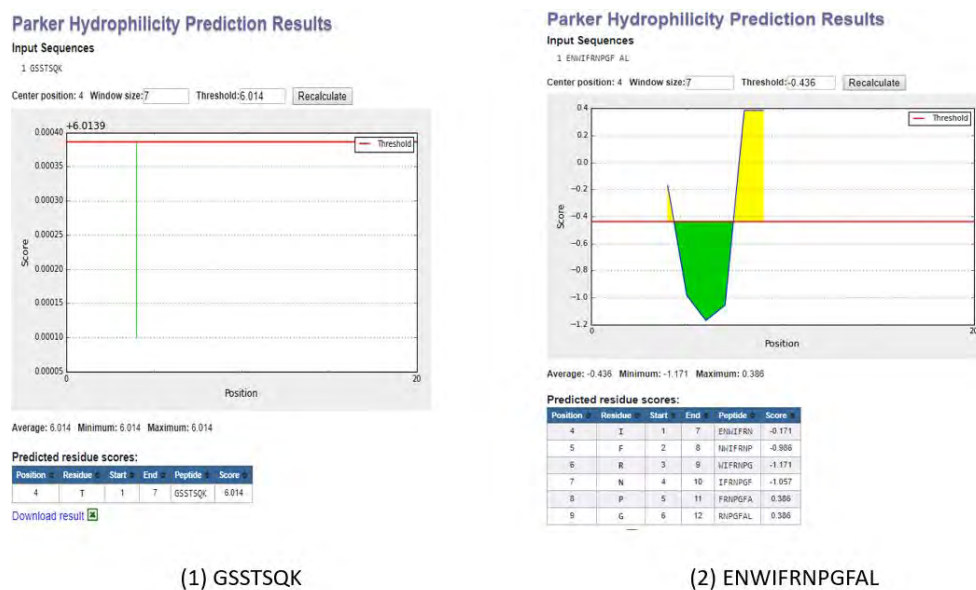 Parker Hydrophilicity Prediction Results
Input Sequences
1 GSSTSQK
Center position: 4 Window size:7 Threshold:6.014 Recalculate
+6.0139
0.00040
0.00035
0.00030
0.00025
0.00020
0.00015
0.00010
0.00005
Score
Threshold
0 20
Position
Average: 6.014 Minimum: 6.014 Maximum: 6.014
Predicted residue scores:
Position Residue Start End Peptide Score
4 T 1 7 GSSTSQK 6.014
Download result
(1) GSSTSQK
Parker Hydrophilicity Prediction Results
Input Sequences
1 ENWIFRNPGF AL
Center position: 4 Window size:7 Threshold:-0.436 Recalculate
0.4
0.2
0.0
−0.2
−0.4
−0.6
−0.8
−1.0
−1.2
Score
Threshold
0 20
Position
Average: -0.436 Minimum: -1.171 Maximum: 0.386
Predicted residue scores:
Position Residue Start End Peptide Score
4 I 1 7 ENWIFRN -0.171
5 F 2 8 NWIFRNP -0.986
6 R 3 9 WIFRNPG -1.171
7 N 4 10 IFRNPGF -1.057
8 P 5 11 FRNPGFA 0.386
9 G 6 12 RNPGFAL 0.386
(2) ENWIFRNPGFAL